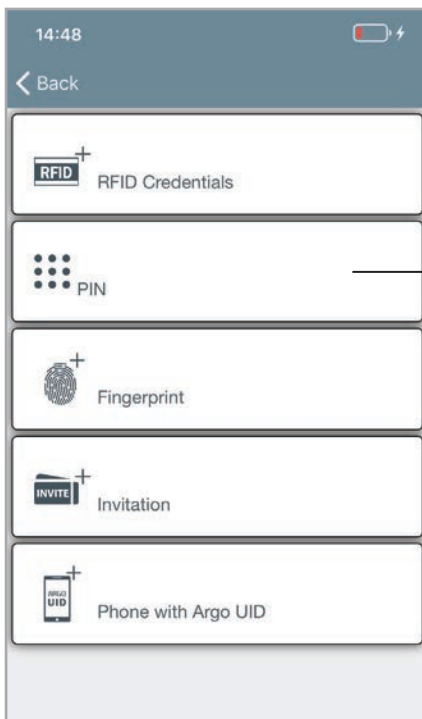 14:48
Back
RFID
RFID Credentials
PIN
Fingerprint
INVITE
Invitation
ARGO
UID
Phone with Argo UID